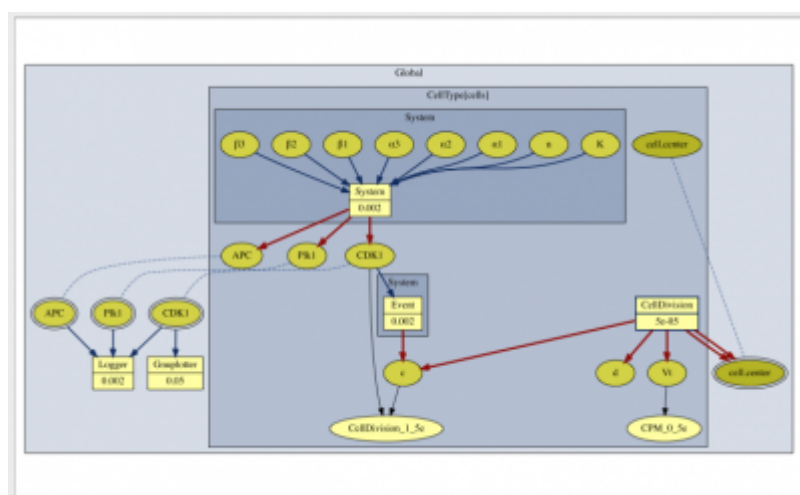 Global
CellType[cells]
System
β3 β2 β1 α3 α2 α1 n K
cell.center
System
0.002
APC Plk1 CDK1
System
Event
0.002
CellDivision
5e-05
APC Plk1 CDK1
Logger
0.002
Gnuplotter
0.05
c
d Vt cell.center
CellDivision_1_5e
CPM_0_5e